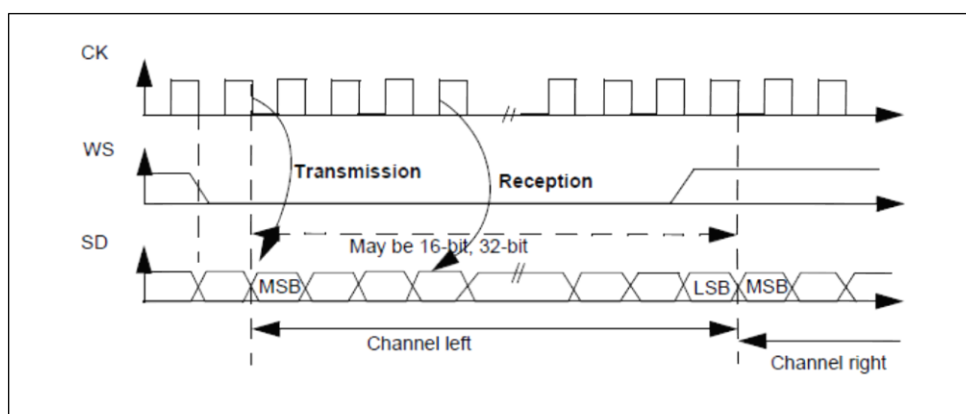 CK
WS
Transmission
Reception
SD
May be 16-bit, 32-bit
MSB
LSB
MSB
Channel left
Channel right